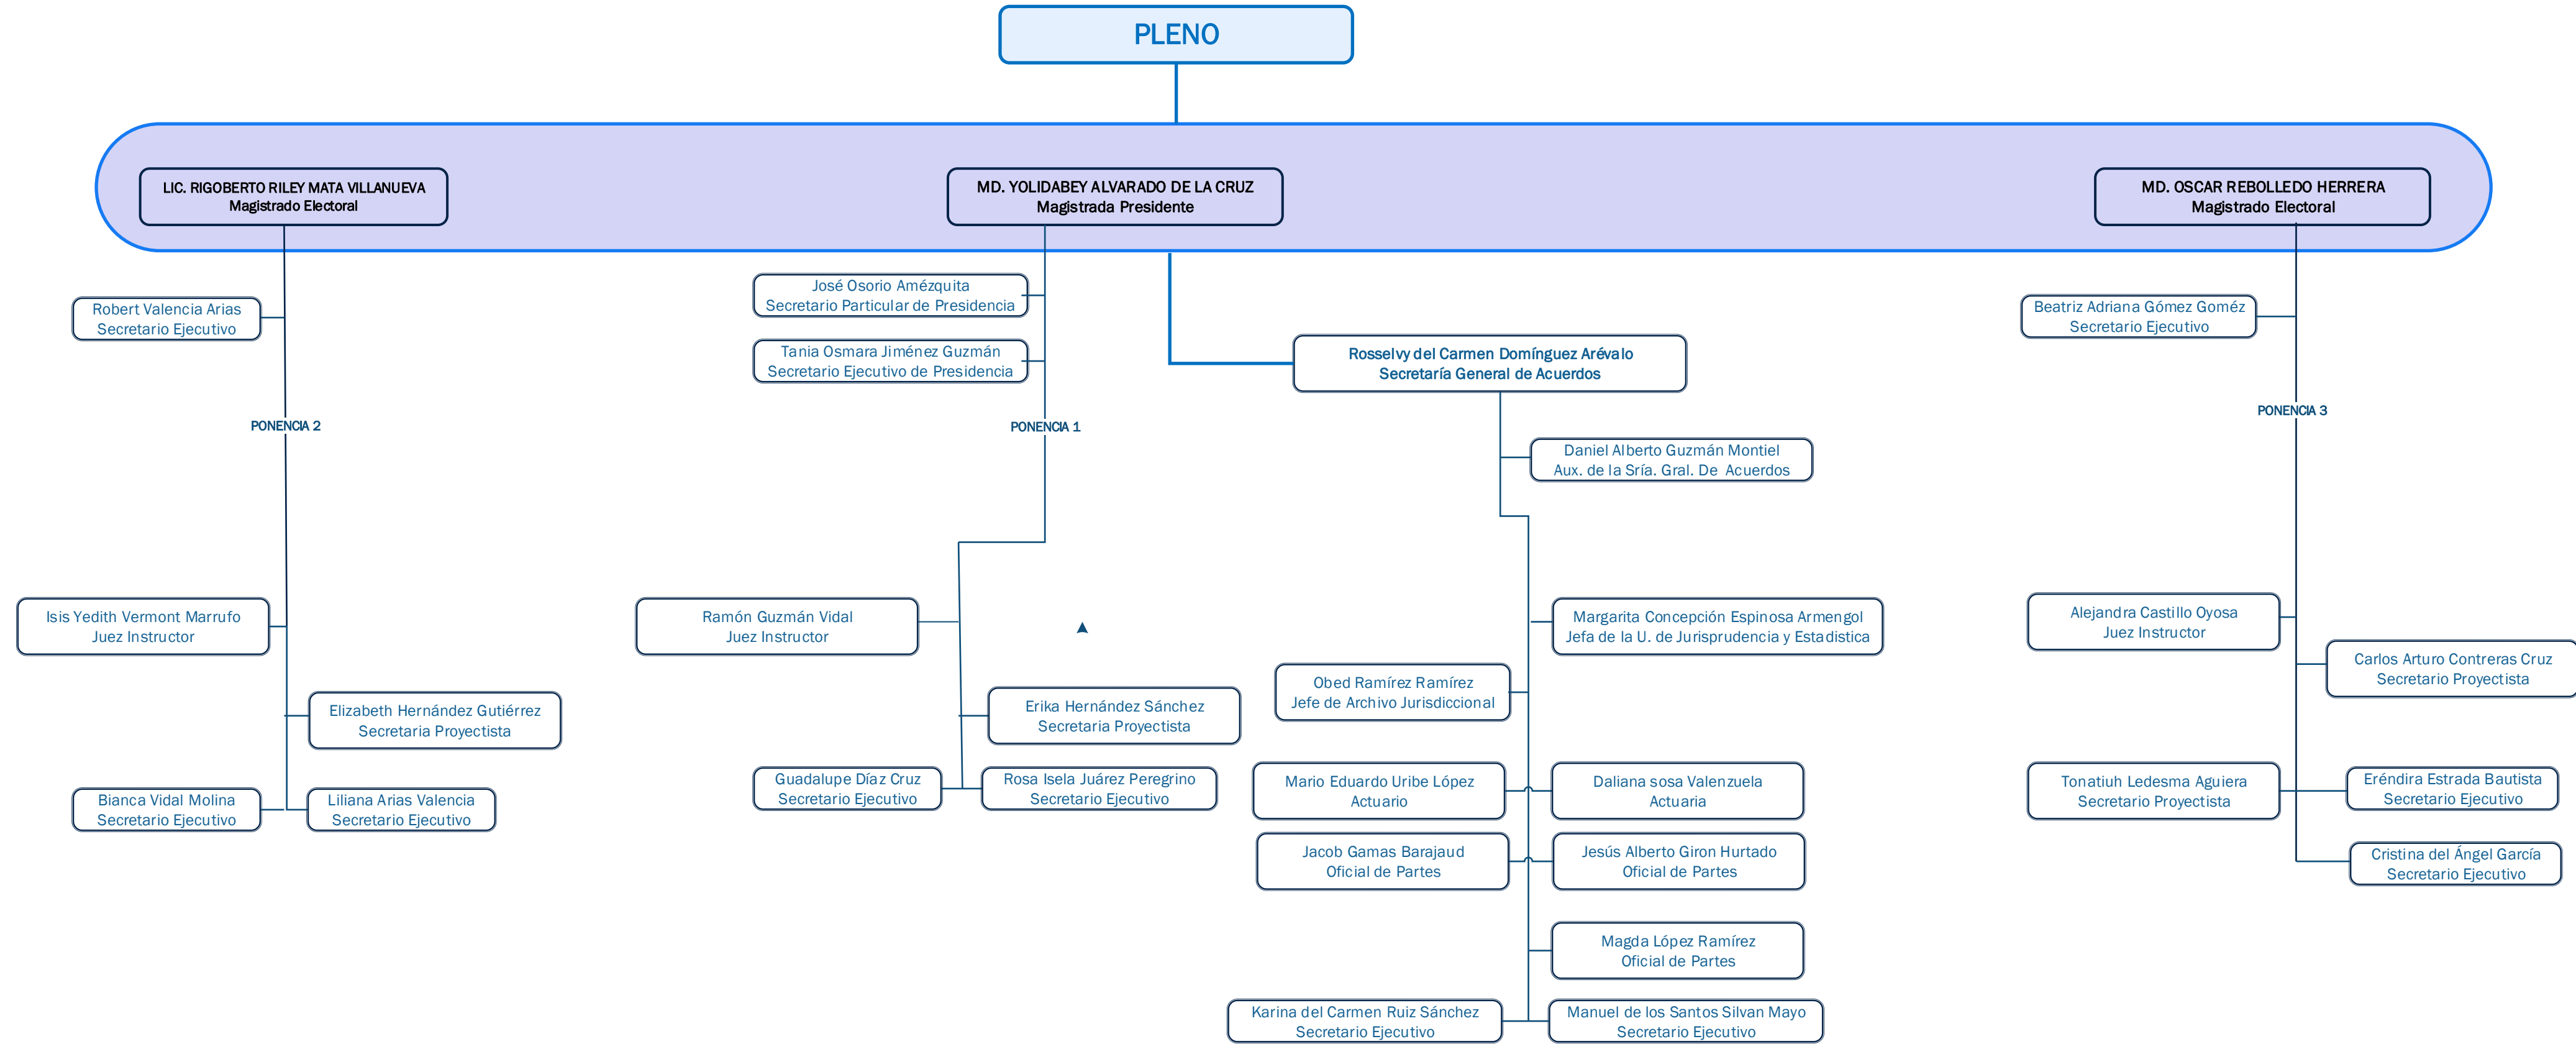 PLENO
LIC. RIGOBERTO RILEY MATA VILLANUEVA
Magistrado Electoral
MD. YOLIDABEY ALVARADO DE LA CRUZ
Magistrada Presidente
MD. OSCAR REBOLLEDO HERRERA
Magistrado Electoral
Robert Valencia Arias
Secretario Ejecutivo
PONENCIA 2
Isis Yedith Vermont Marrufo
Juez Instructor
Elizabeth Hernández Gutiérrez
Secretaria Proyectista
Bianca Vidal Molina
Secretario Ejecutivo
Liliana Arias Valencia
Secretario Ejecutivo
José Osorio Amézquita
Secretario Particular de Presidencia
Tania Osmara Jiménez Guzmán
Secretario Ejecutivo de Presidencia
PONENCIA 1
Ramón Guzmán Vidal
Juez Instructor
Erika Hernández Sánchez
Secretaria Proyectista
Guadalupe Díaz Cruz
Secretario Ejecutivo
Rosa Isela Juárez Peregrino
Secretario Ejecutivo
Rosselvy del Carmen Domínguez Arévalo
Secretaría General de Acuerdos
Daniel Alberto Guzmán Montiel
Aux. de la Sría. Gral. De Acuerdos
Margarita Concepción Espinosa Armengol
Jefa de la U. de Jurisprudencia y Estadistica
Obed Ramírez Ramírez
Jefe de Archivo Jurisdiccional
Mario Eduardo Uribe López
Actuario
Daliana sosa Valenzuela
Actuaria
Jacob Gamas Barajaud
Oficial de Partes
Jesús Alberto Giron Hurtado
Oficial de Partes
Magda López Ramírez
Oficial de Partes
Karina del Carmen Ruiz Sánchez
Secretario Ejecutivo
Manuel de los Santos Silvan Mayo
Secretario Ejecutivo
Beatriz Adriana Gómez Goméz
Secretario Ejecutivo
PONENCIA 3
Alejandra Castillo Oyosa
Juez Instructor
Carlos Arturo Contreras Cruz
Secretario Proyectista
Tonatiuh Ledesma Aguiera
Secretario Proyectista
Eréndira Estrada Bautista
Secretario Ejecutivo
Cristina del Ángel García
Secretario Ejecutivo